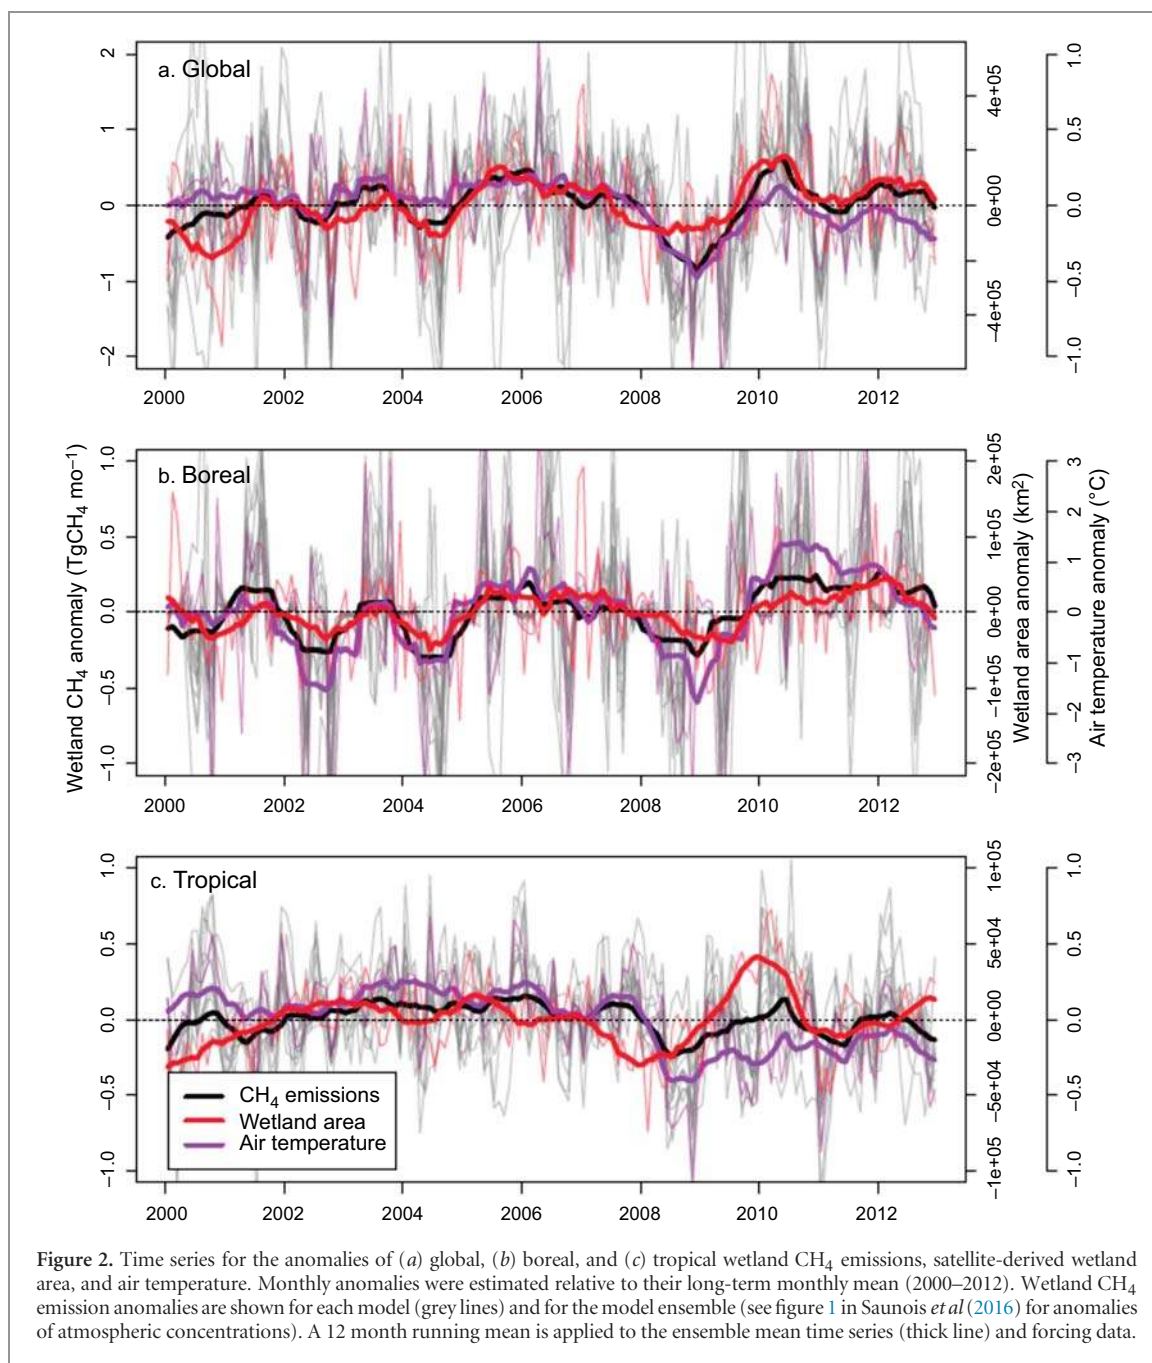 a. Global
2
1
0
−1
−2
4e+05
0e+00
−4e+05
1.0
0.5
0.0
−0.5
−1.0
2000 2002 2004 2006 2008 2010 2012
Wetland CH4 anomaly (TgCH4 mo−1)
b. Boreal
1.0
0.5
0.0
−0.5
−1.0
2e+05
1e+05
0e+00
−1e+05
−2e+05
Wetland area anomaly (km2)
3
2
1
0
−1
−2
−3
Air temperature anomaly (°C)
2000 2002 2004 2006 2008 2010 2012
c. Tropical
1.0
0.5
0.0
−0.5
−1.0
1e+05
5e+04
0e+00
−5e+04
−1e+05
1.0
0.5
0.0
−0.5
−1.0
CH4 emissions
Wetland area
Air temperature
2000 2002 2004 2006 2008 2010 2012
Figure 2. Time series for the anomalies of (a) global, (b) boreal, and (c) tropical wetland CH4 emissions, satellite-derived wetland
area, and air temperature. Monthly anomalies were estimated relative to their long-term monthly mean (2000–2012). Wetland CH4
emission anomalies are shown for each model (grey lines) and for the model ensemble (see figure 1 in Saunois et al (2016) for anomalies
of atmospheric concentrations). A 12 month running mean is applied to the ensemble mean time series (thick line) and forcing data.